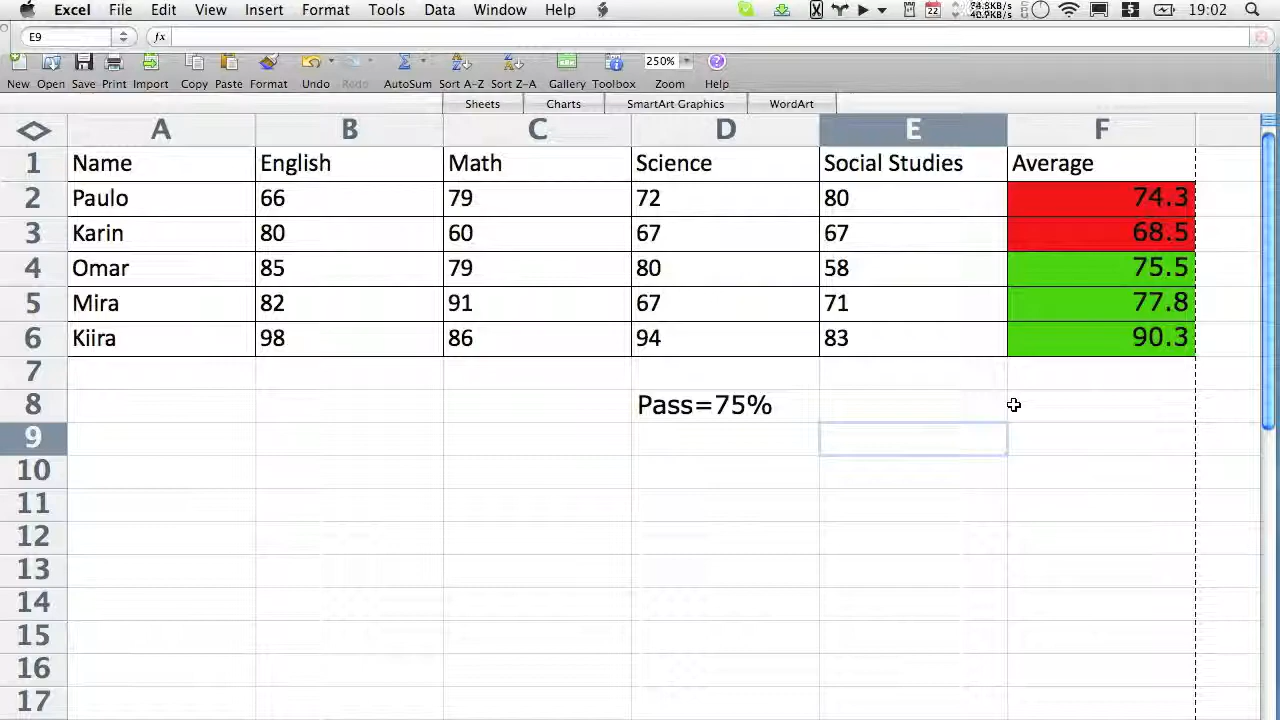 Excel File Edit View Insert Format Tools Data Window Help 22 74.8KB/s 40.9KB/s 19:02
E9 fx
New Open Save Print Import Copy Paste Format Undo Redo AutoSum Sort A-Z Sort Z-A Gallery Toolbox 250% Zoom Help
Sheets Charts SmartArt Graphics WordArt
A B C D E F
1 Name English Math Science Social Studies Average
2 Paulo 66 79 72 80 74.3
3 Karin 80 60 67 67 68.5
4 Omar 85 79 80 58 75.5
5 Mira 82 91 67 71 77.8
6 Kiira 98 86 94 83 90.3
7
8 Pass=75%
9
10
11
12
13
14
15
16
17